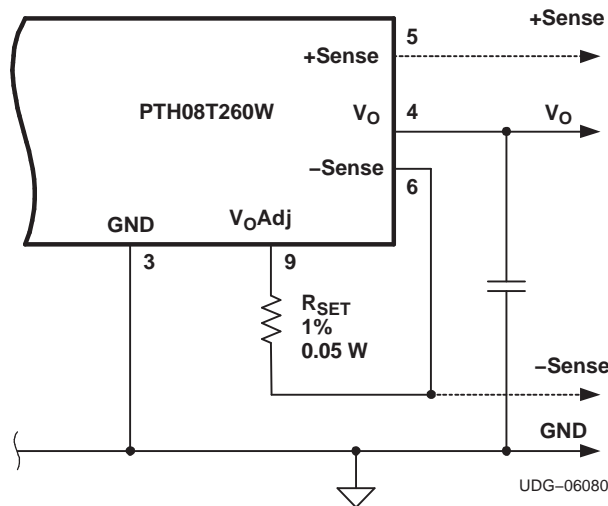 +Sense
5
+Sense
PTH08T260W
VO
4
VO
–Sense
6
GND
VOAdj
3
9
RSET
1%
0.05 W
–Sense
GND
UDG–06080